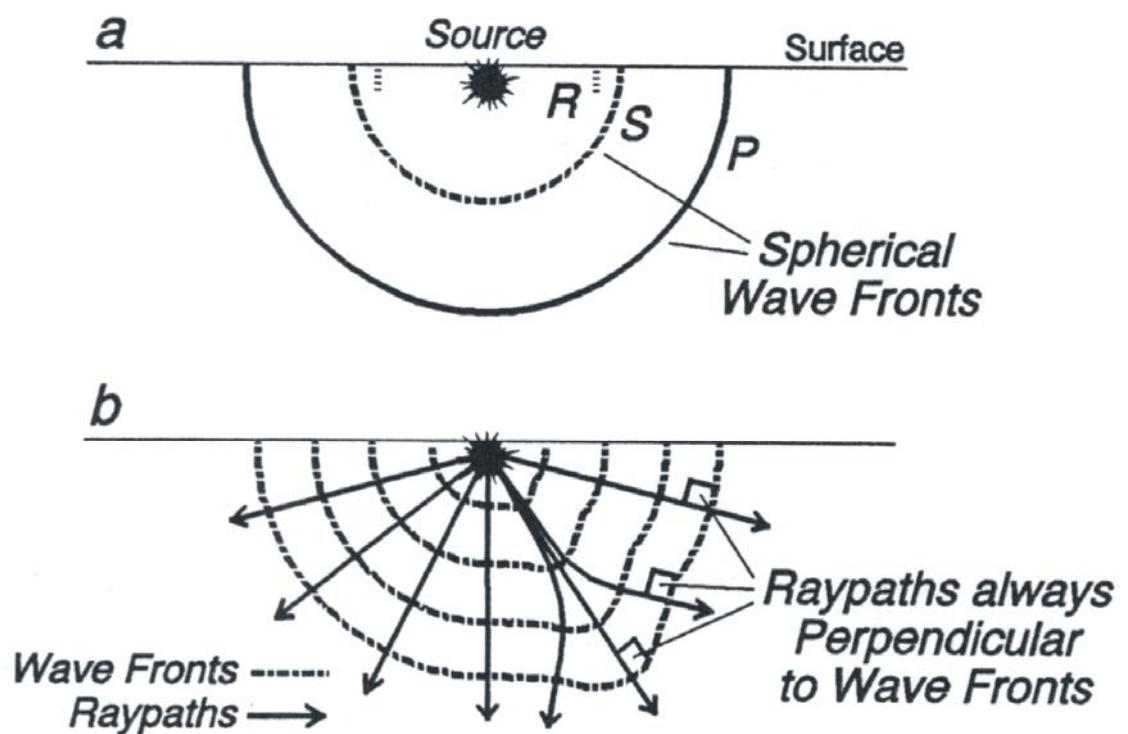 a
Source
Surface
R
S
P
Spherical
Wave Fronts
b
Raypaths always
Perpendicular
to Wave Fronts
Wave Fronts
Raypaths